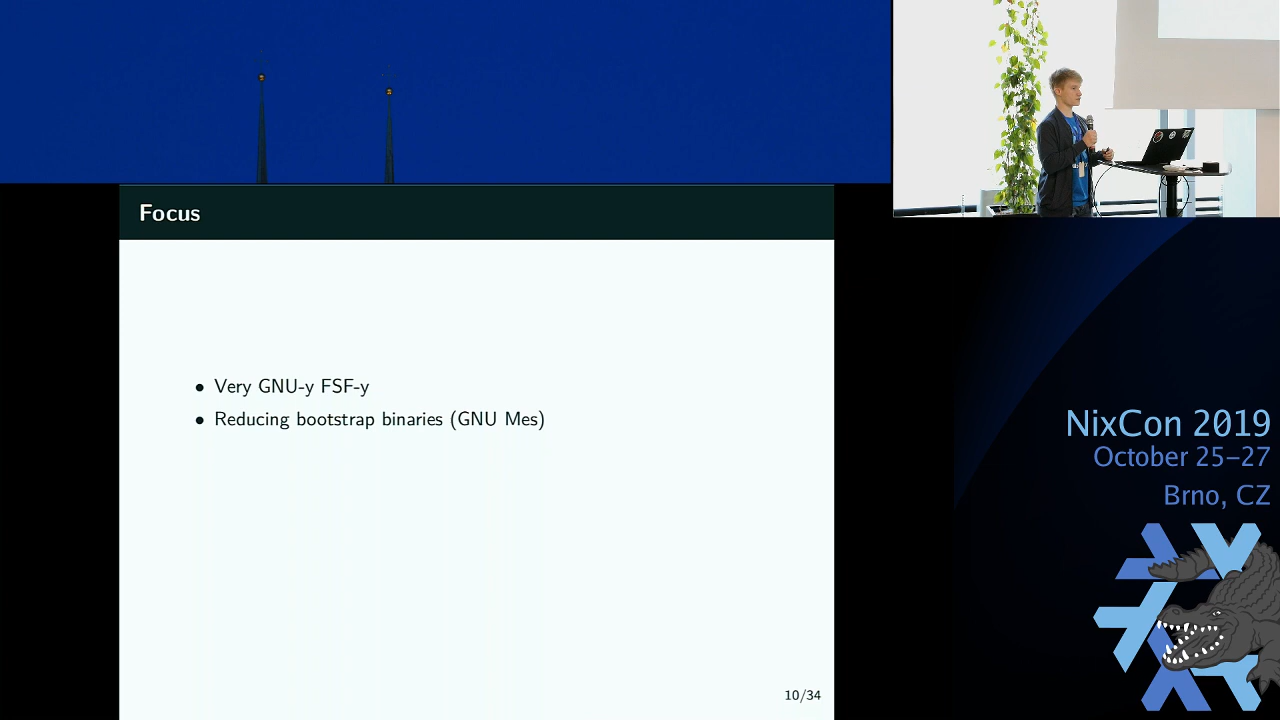 Focus
• Very GNU-y FSF-y
• Reducing bootstrap binaries (GNU Mes)
10/34
NixCon 2019
October 25–27
Brno, CZ